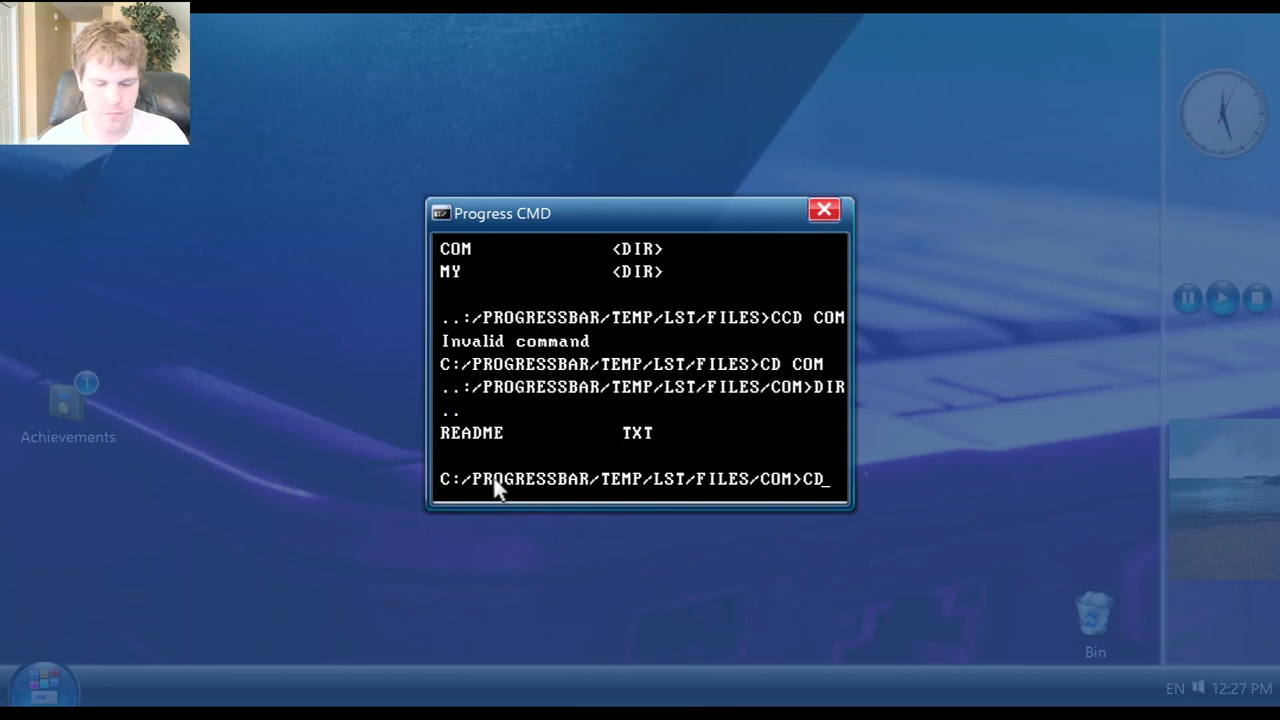 Progress CMD
COM <DIR>
MY <DIR>
..:/PROGRESSBAR/TEMP/LST/FILES>CCD COM
Invalid command
C:/PROGRESSBAR/TEMP/LST/FILES>CD COM
..:/PROGRESSBAR/TEMP/LST/FILES/COM>DIR
..
README TXT
C:/PROGRESSBAR/TEMP/LST/FILES/COM>CD_
1
Achievements
Bin
EN 12:27 PM